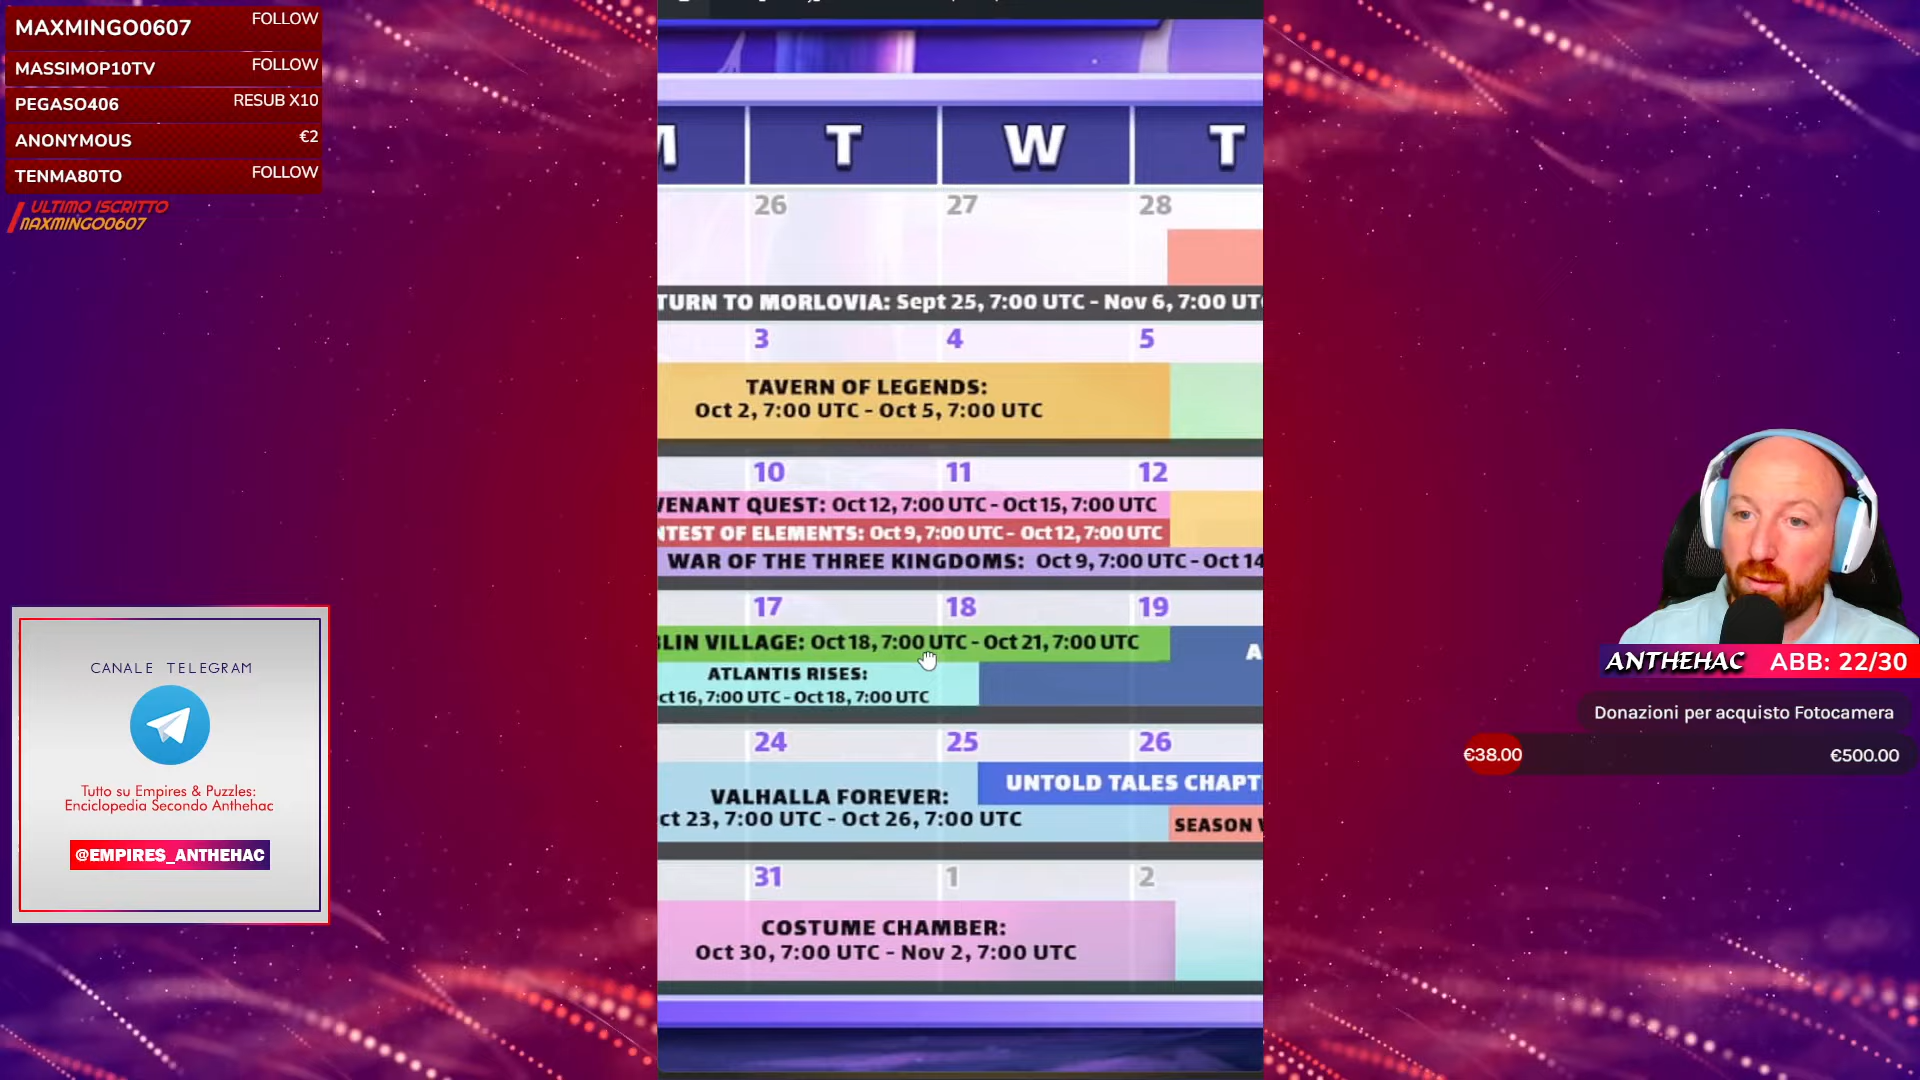 MAXMINGO0607 FOLLOW
MASSIMOP10TV FOLLOW
PEGASO406 RESUB X10
ANONYMOUS €2
TENMA80TO FOLLOW
ULTIMO ISCRITTO
MAXMINGO0607
T W T
26 27 28
TURN TO MORLOVIA: Sept 25, 7:00 UTC - Nov 6, 7:00 UT
3 4 5
TAVERN OF LEGENDS:
Oct 2, 7:00 UTC - Oct 5, 7:00 UTC
10 11 12
VENANT QUEST: Oct 12, 7:00 UTC - Oct 15, 7:00 UTC
NTEST OF ELEMENTS: Oct 9, 7:00 UTC - Oct 12, 7:00 UTC
WAR OF THE THREE KINGDOMS: Oct 9, 7:00 UTC - Oct 14
17 18 19
LIN VILLAGE: Oct 18, 7:00 UTC - Oct 21, 7:00 UTC
A
ATLANTIS RISES:
ct 16, 7:00 UTC - Oct 18, 7:00 UTC
24 25 26
UNTOLD TALES CHAPT
VALHALLA FOREVER:
ct 23, 7:00 UTC - Oct 26, 7:00 UTC
SEASON
31 1 2
COSTUME CHAMBER:
Oct 30, 7:00 UTC - Nov 2, 7:00 UTC
CANALE TELEGRAM
Tutto su Empires & Puzzles:
Enciclopedia Secondo Anthehac
@EMPIRES_ANTHEHAC
ANTHEHAC ABB: 22/30
Donazioni per acquisto Fotocamera
€38.00 €500.00